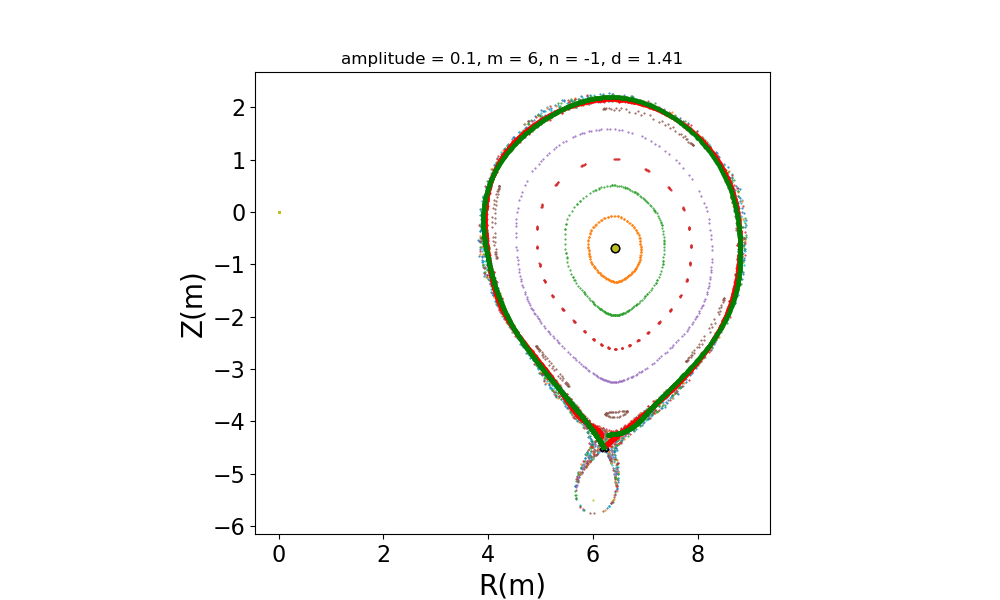 amplitude = 0.1, m = 6, n = -1, d = 1.41
2
1
0
−1
−2
−3
−4
−5
−6
Z(m)
0 2 4 6 8
R(m)